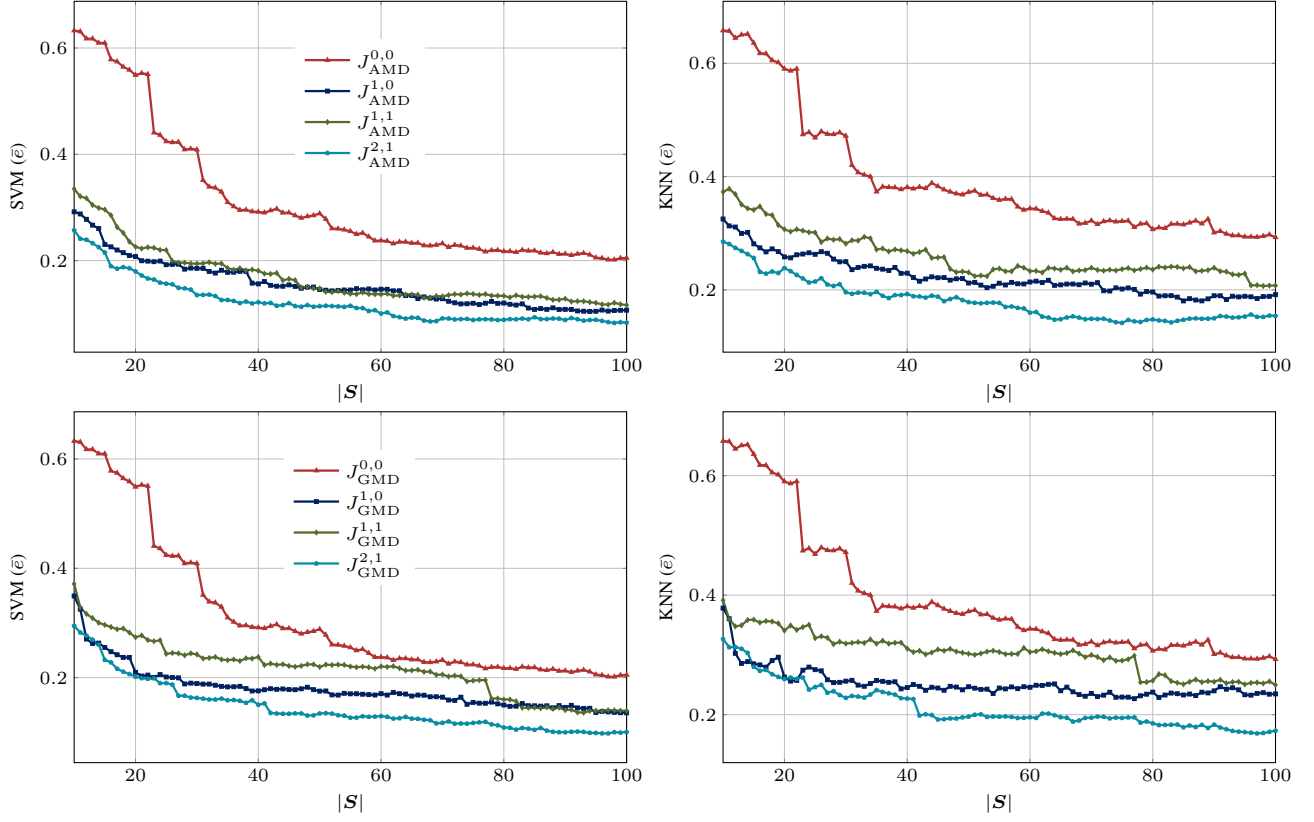 0.6
0.4
0.2
SVM (ē)
J^{0,0}_{AMD}
J^{1,0}_{AMD}
J^{1,1}_{AMD}
J^{2,1}_{AMD}
20 40 60 80 100
|S|
0.6
0.4
0.2
KNN (ē)
20 40 60 80 100
|S|
0.6
0.4
0.2
SVM (ē)
J^{0,0}_{GMD}
J^{1,0}_{GMD}
J^{1,1}_{GMD}
J^{2,1}_{GMD}
20 40 60 80 100
|S|
0.6
0.4
0.2
KNN (ē)
20 40 60 80 100
|S|